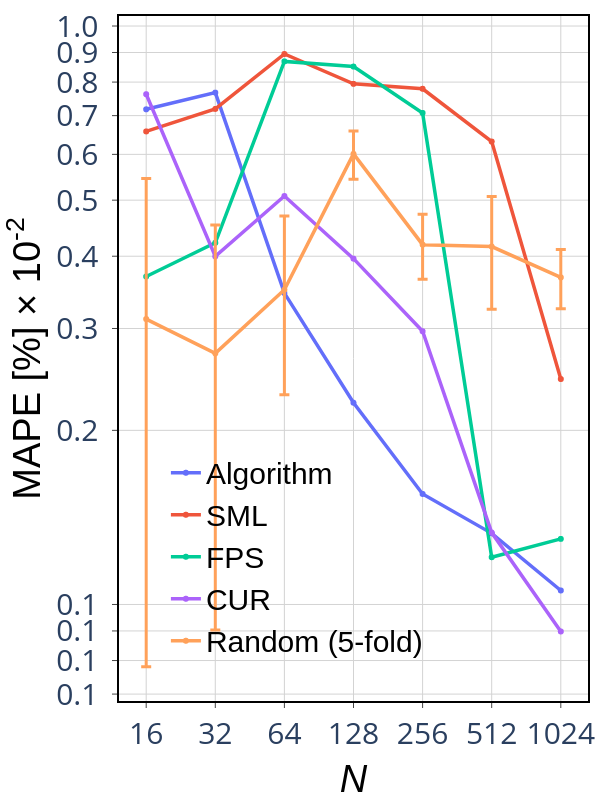 1.0
0.9
0.8
0.7
0.6
0.5
0.4
0.3
0.2
0.1
0.1
0.1
0.1
MAPE [%] × 10⁻²
Algorithm
SML
FPS
CUR
Random (5-fold)
16 32 64 128 256 512 1024
N